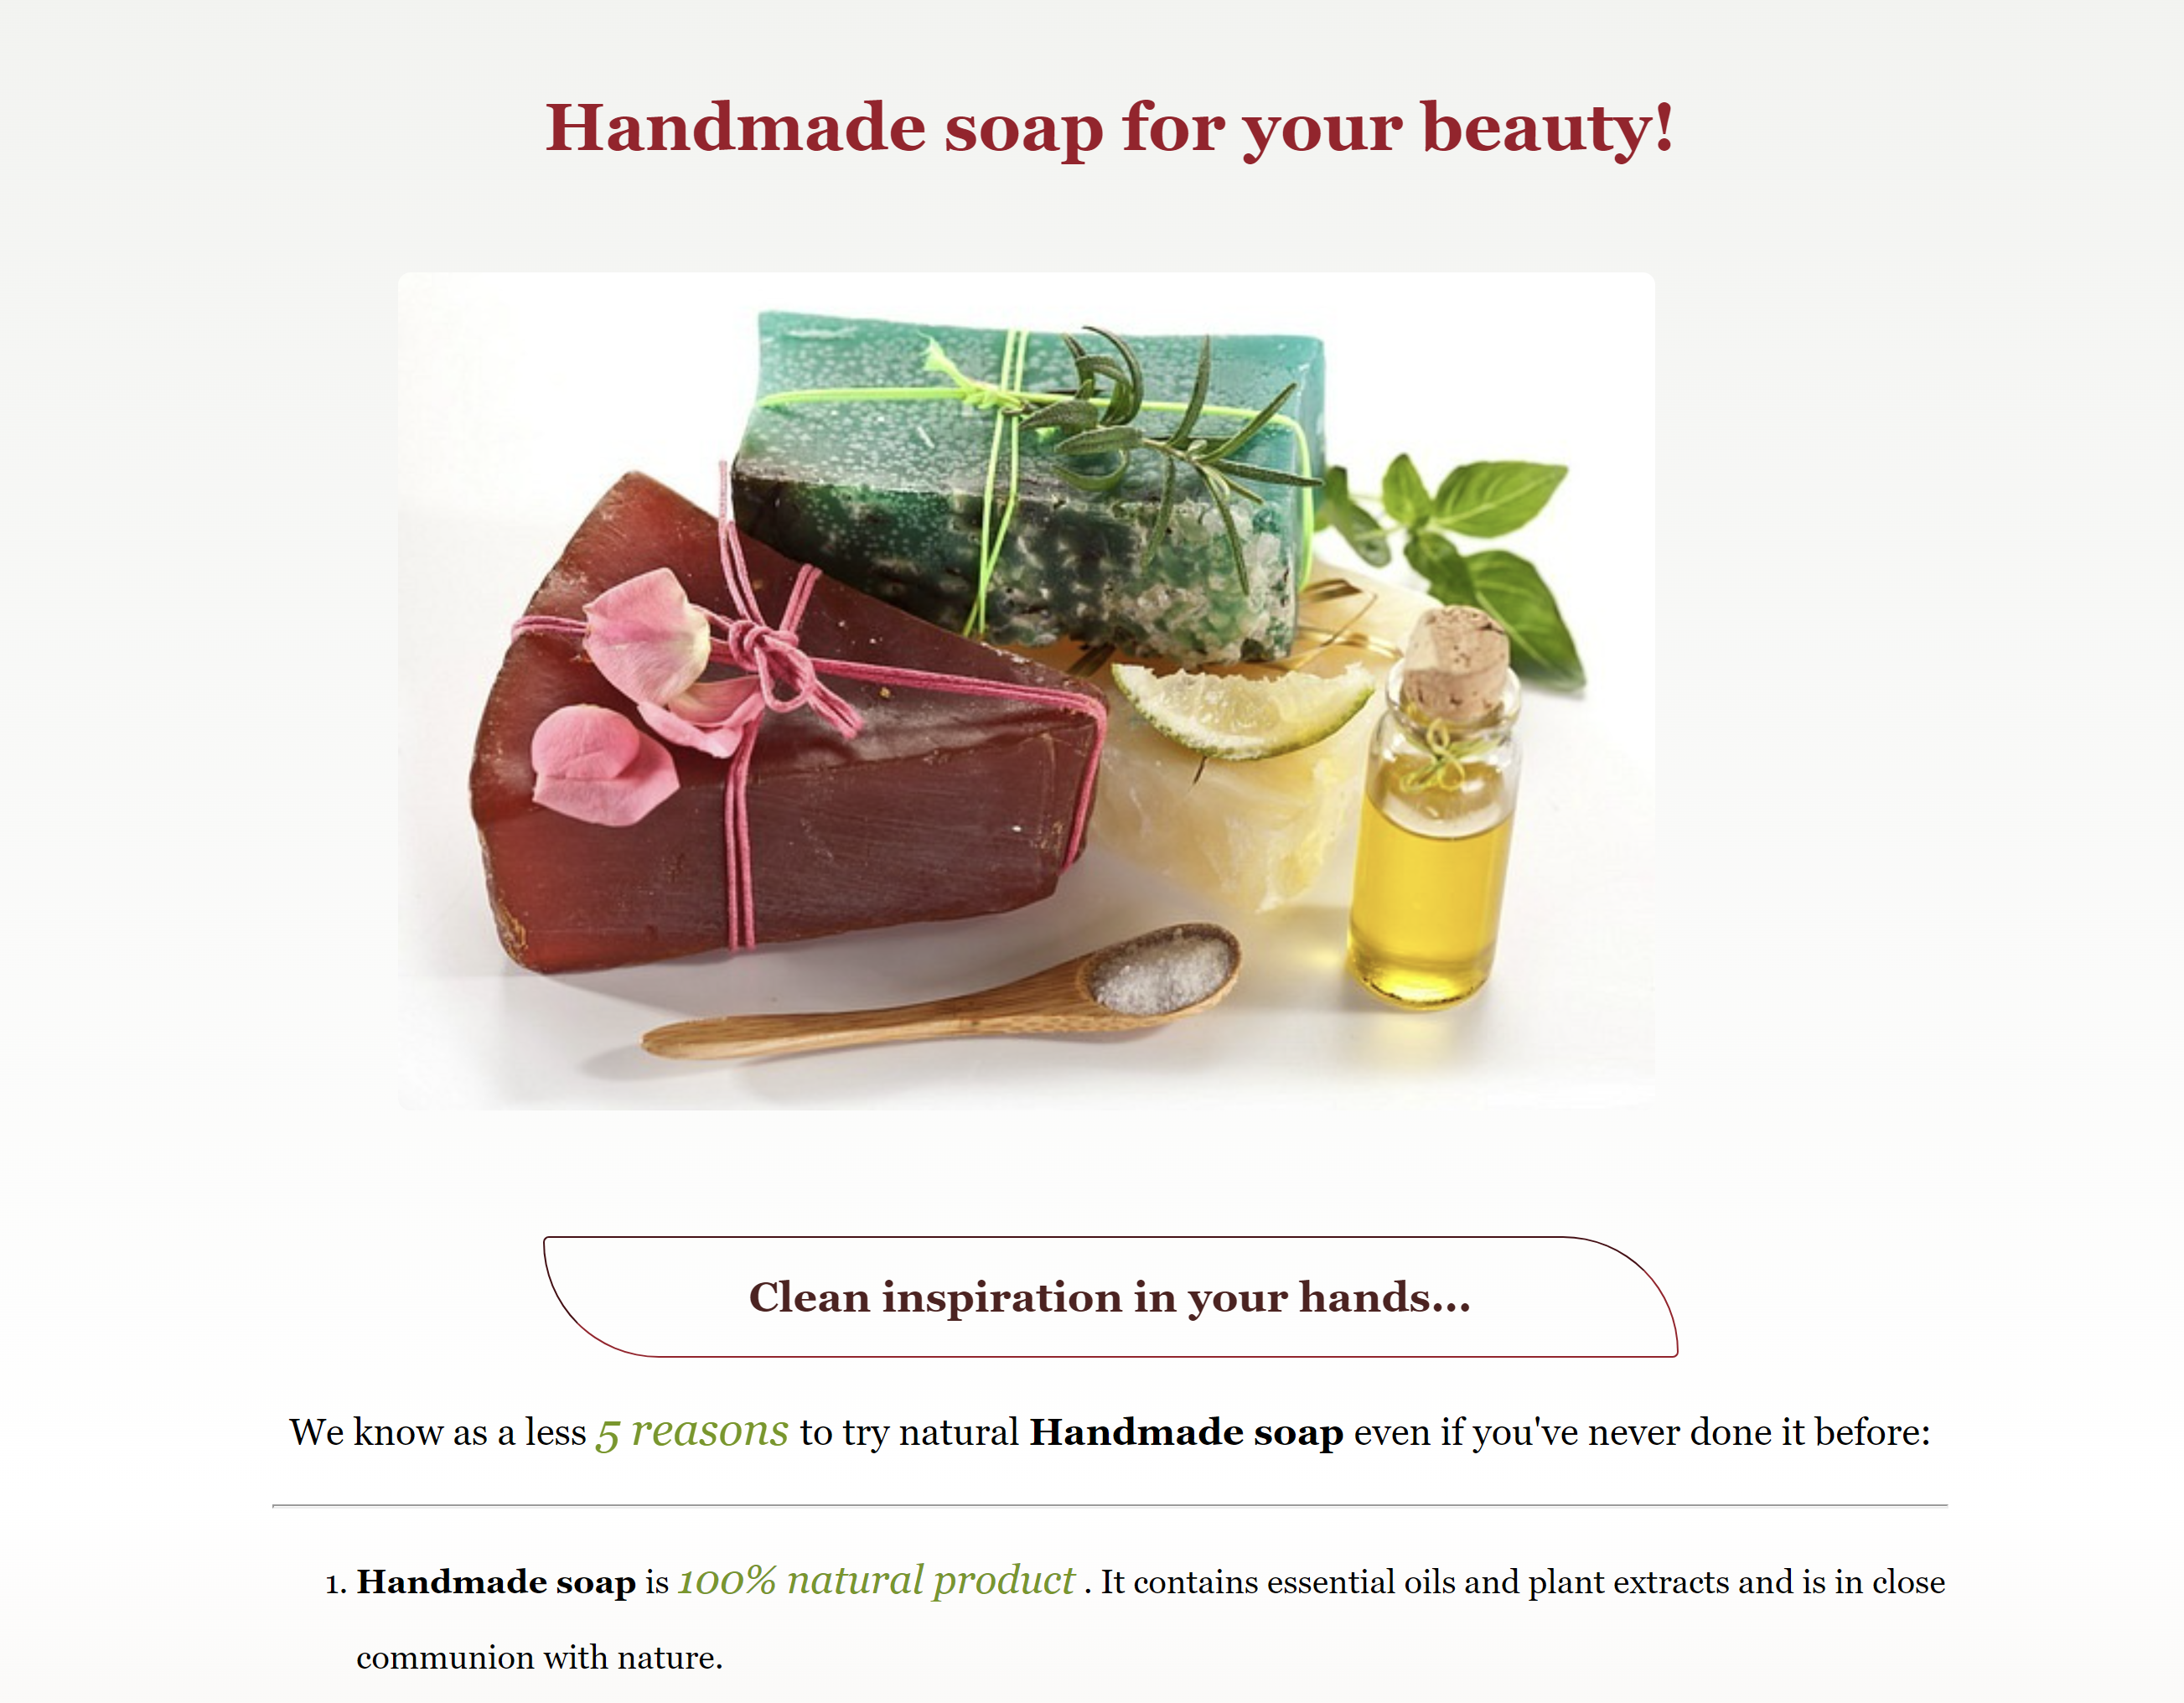 Handmade soap for your beauty!
Clean inspiration in your hands...
We know as a less 5 reasons to try natural Handmade soap even if you've never done it before:
1. Handmade soap is 100% natural product . It contains essential oils and plant extracts and is in close
communion with nature.